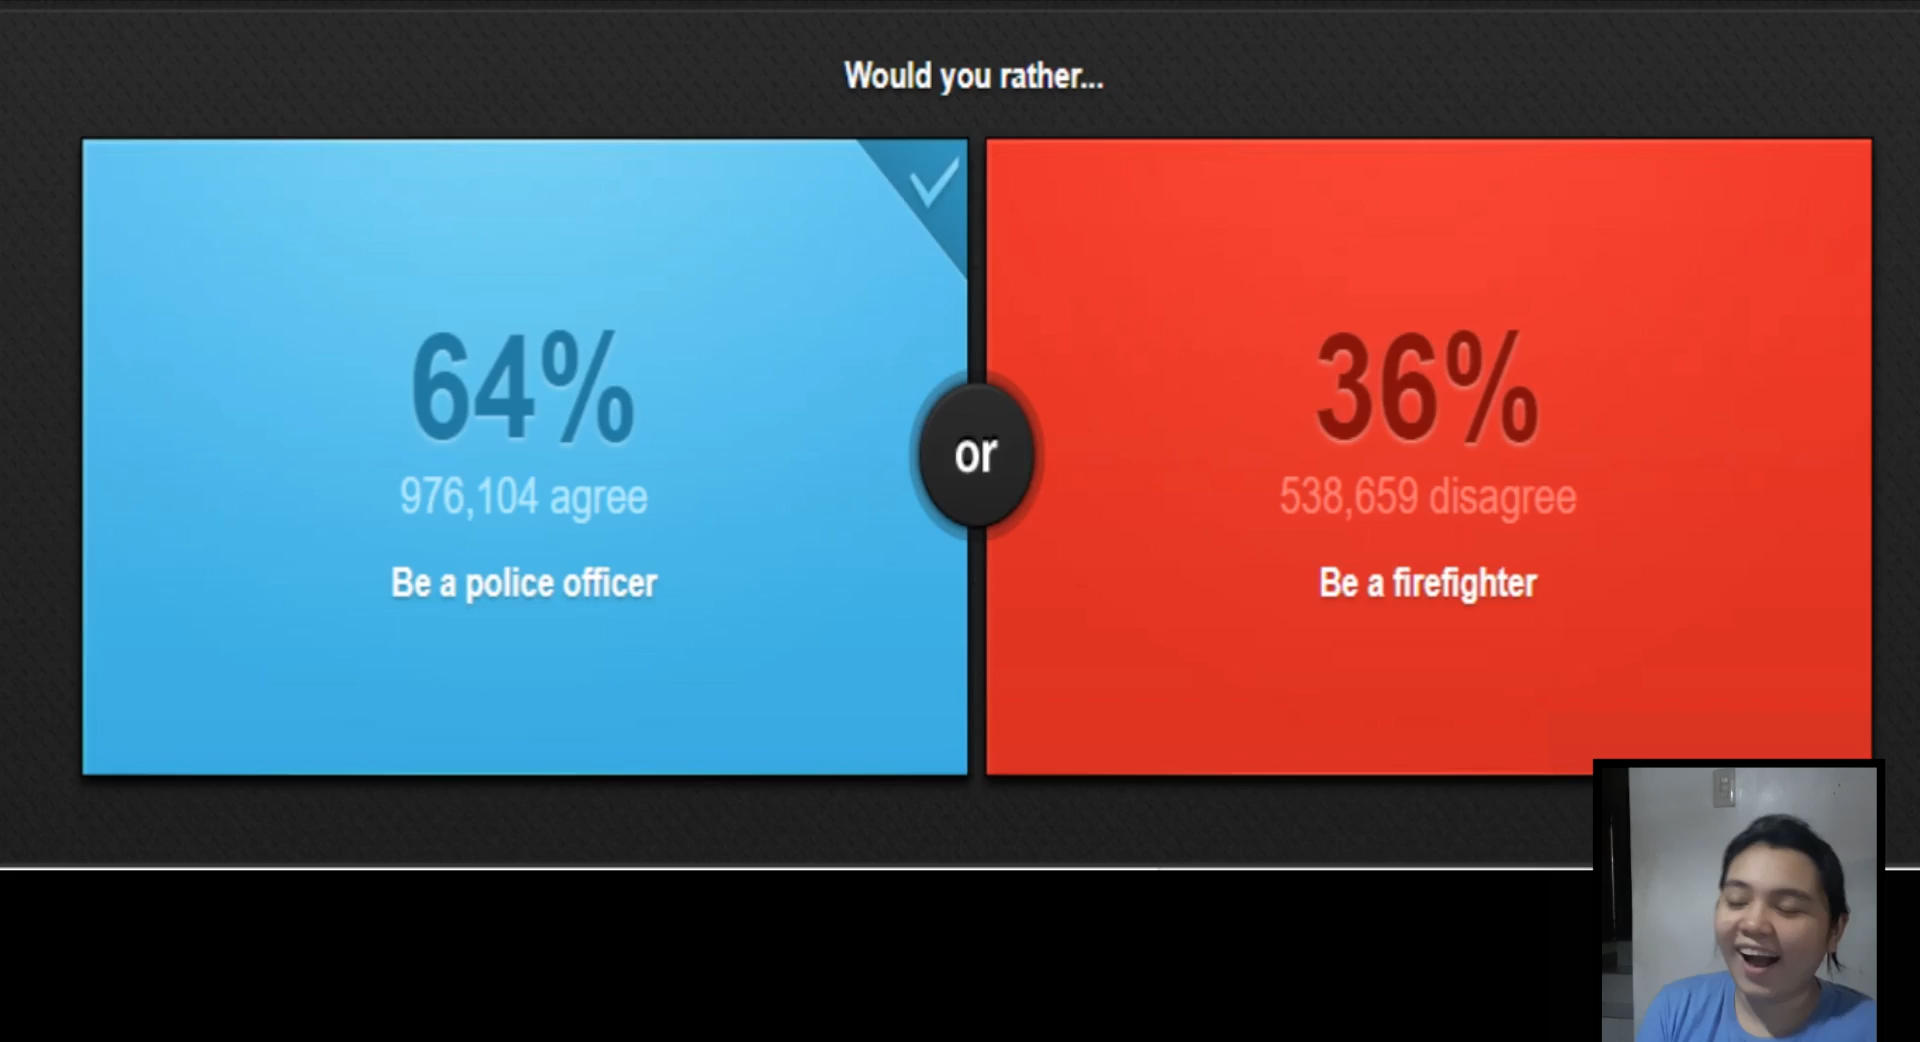 Would you rather...
64%
976,104 agree
Be a police officer
or
36%
538,659 disagree
Be a firefighter